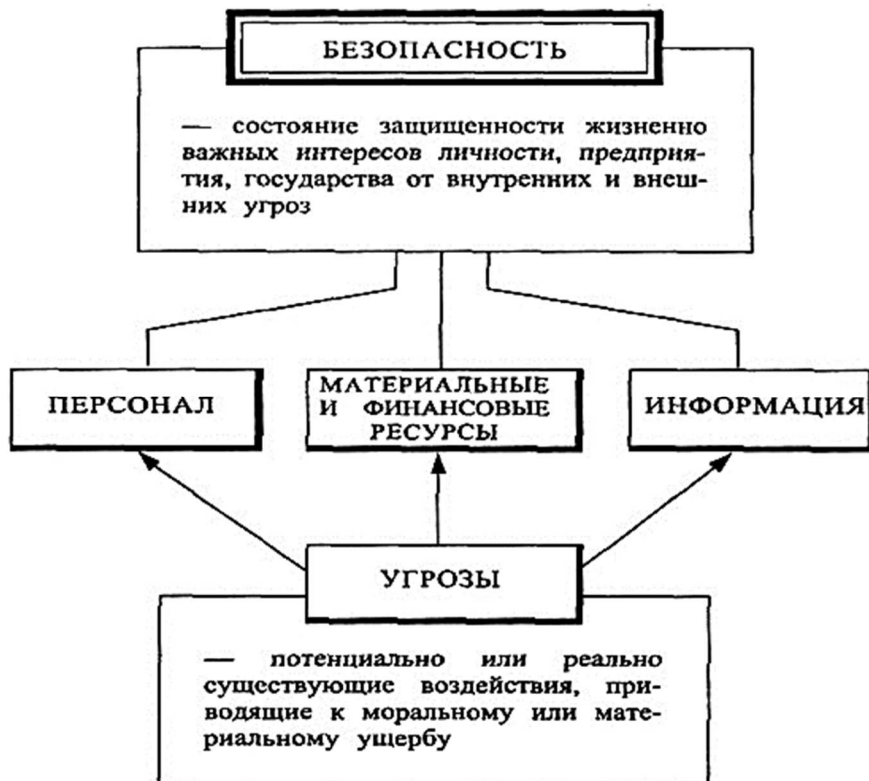 БЕЗОПАСНОСТЬ
— состояние защищенности жизненно
важных интересов личности, предприя-
тия, государства от внутренних и внеш-
них угроз
ПЕРСОНАЛ
МАТЕРИАЛЬНЫЕ
И ФИНАНСОВЫЕ
РЕСУРСЫ
ИНФОРМАЦИЯ
УГРОЗЫ
— потенциально или реально
существующие воздействия, при-
водящие к моральному или мате-
риальному ущербу